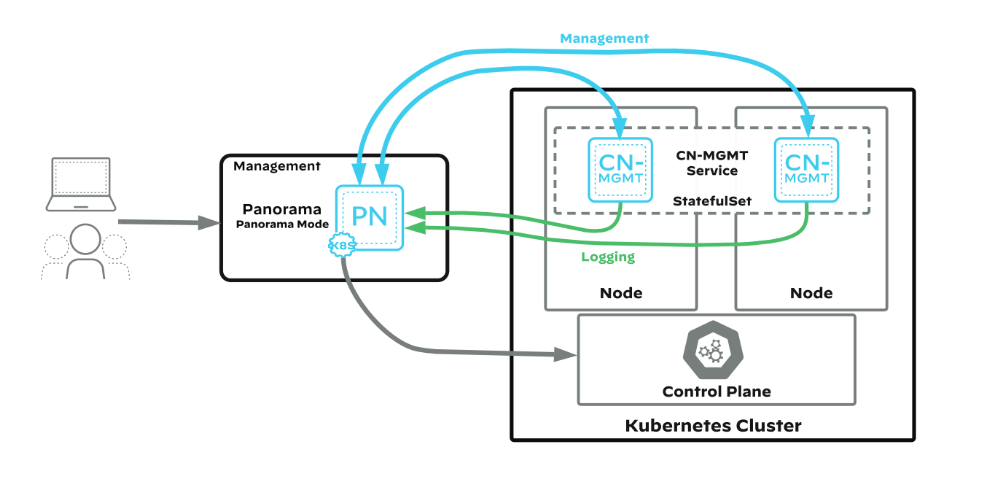 Management
Management
Panorama
Panorama Mode
PN
K8S
CN-
MGMT
CN-MGMT
Service
CN-
MGMT
StatefulSet
Logging
Node
Node
Control Plane
Kubernetes Cluster